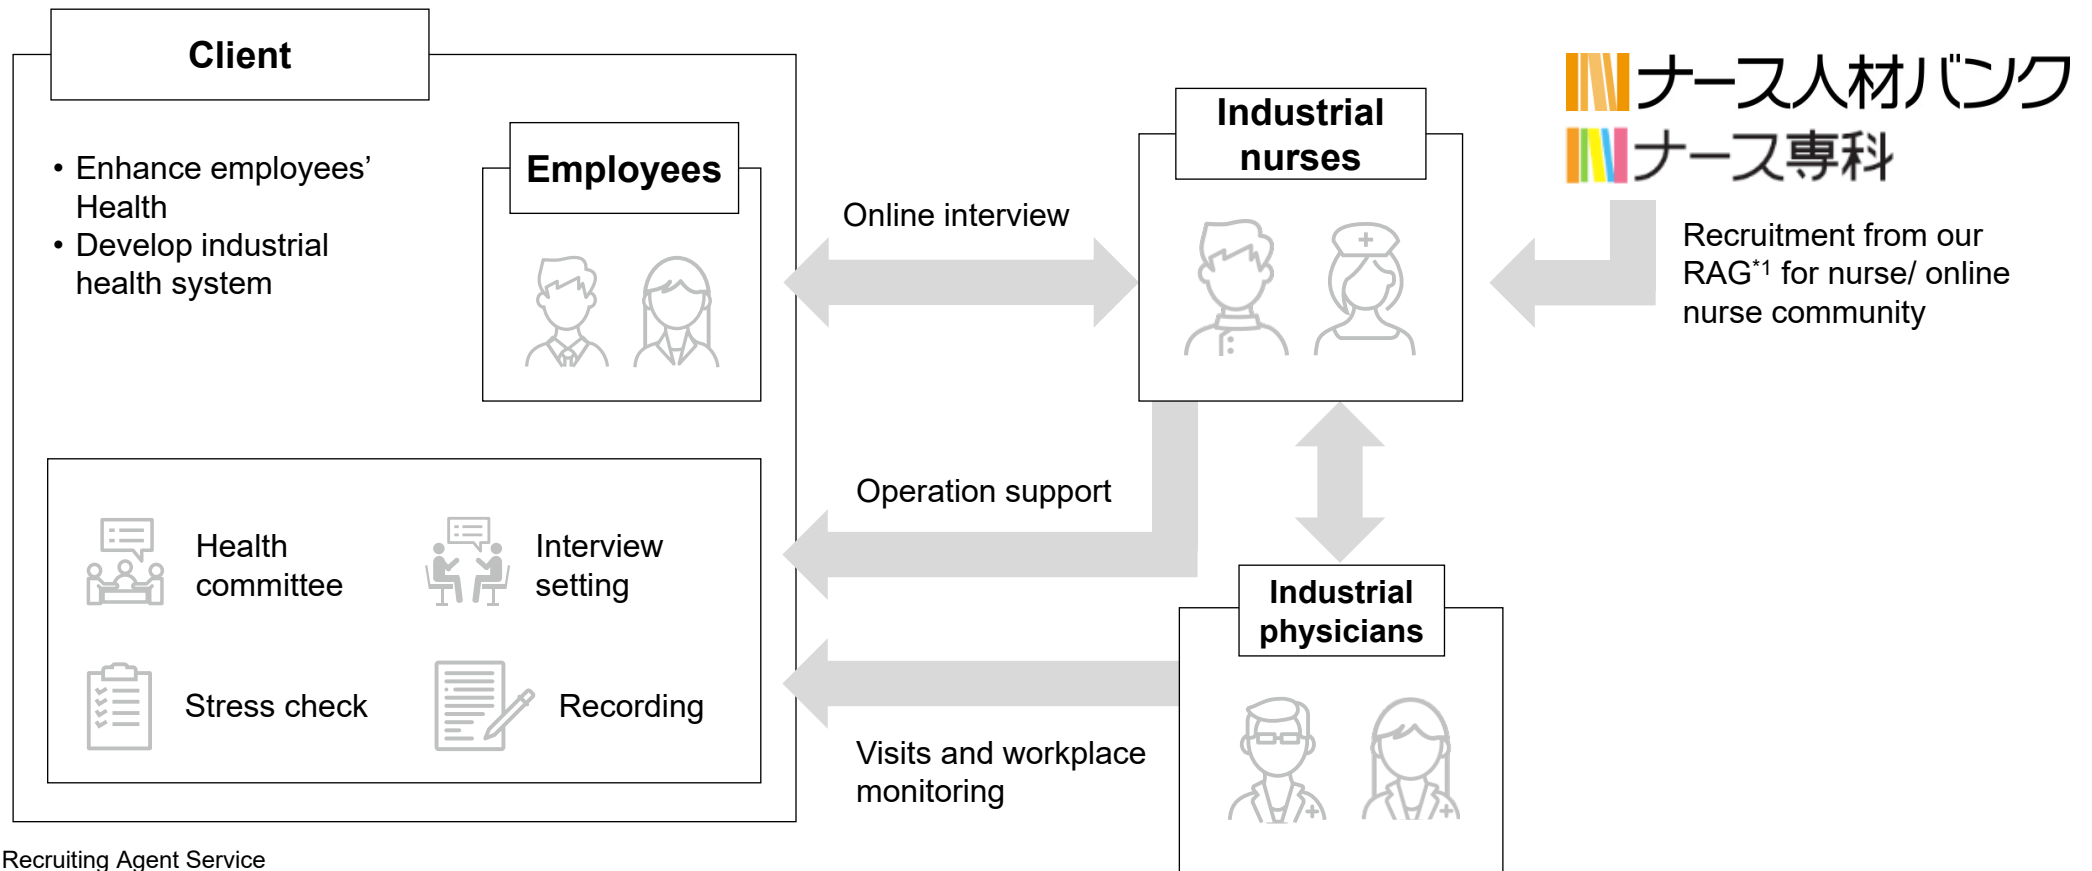 Client
• Enhance employees’
Health
• Develop industrial
health system
Employees
Health
committee
Interview
setting
Stress check
Recording
Online interview
Operation support
Visits and workplace
monitoring
Industrial
nurses
Industrial
physicians
ナース人材バンク
ナース専科
Recruitment from our
RAG*1 for nurse/ online
nurse community
Recruiting Agent Service